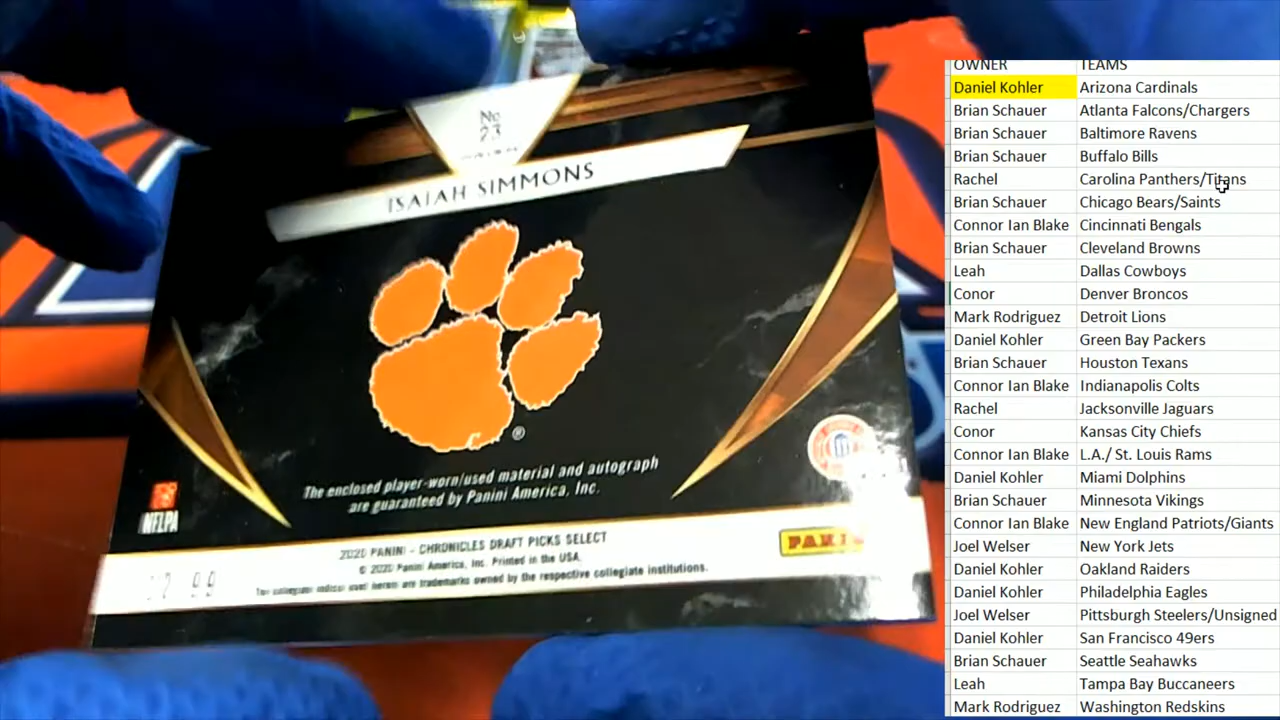 No
23
ISAIAH SIMMONS
®
The enclosed player-worn/used material and autograph
are guaranteed by Panini America, Inc.
NFLPA
2020 PANINI - CHRONICLES DRAFT PICKS SELECT
© 2020 Panini America, Inc. Printed in the USA.
The collegiate indicia used herein are trademarks owned by the respective collegiate institutions.
PANINI
OWNER TEAMS
Daniel Kohler Arizona Cardinals
Brian Schauer Atlanta Falcons/Chargers
Brian Schauer Baltimore Ravens
Brian Schauer Buffalo Bills
Rachel Carolina Panthers/Titans
Brian Schauer Chicago Bears/Saints
Connor Ian Blake Cincinnati Bengals
Brian Schauer Cleveland Browns
Leah Dallas Cowboys
Conor Denver Broncos
Mark Rodriguez Detroit Lions
Daniel Kohler Green Bay Packers
Brian Schauer Houston Texans
Connor Ian Blake Indianapolis Colts
Rachel Jacksonville Jaguars
Conor Kansas City Chiefs
Connor Ian Blake L.A./ St. Louis Rams
Daniel Kohler Miami Dolphins
Brian Schauer Minnesota Vikings
Connor Ian Blake New England Patriots/Giants
Joel Welser New York Jets
Daniel Kohler Oakland Raiders
Daniel Kohler Philadelphia Eagles
Joel Welser Pittsburgh Steelers/Unsigned
Daniel Kohler San Francisco 49ers
Brian Schauer Seattle Seahawks
Leah Tampa Bay Buccaneers
Mark Rodriguez Washington Redskins